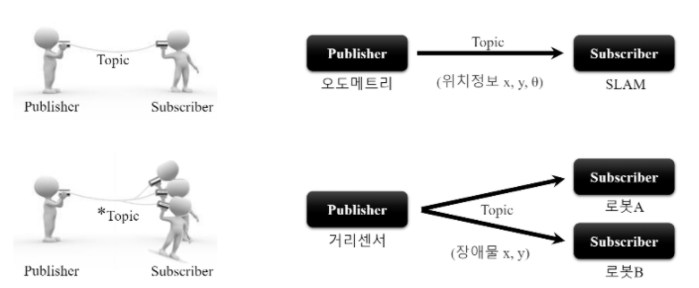 Topic
Publisher
Subscriber
Publisher
Topic
Subscriber
오도메트리
(위치정보 x, y, θ)
SLAM
*Topic
Publisher
Subscriber
Publisher
거리센서
Topic
(장애물 x, y)
Subscriber
로봇A
Subscriber
로봇B